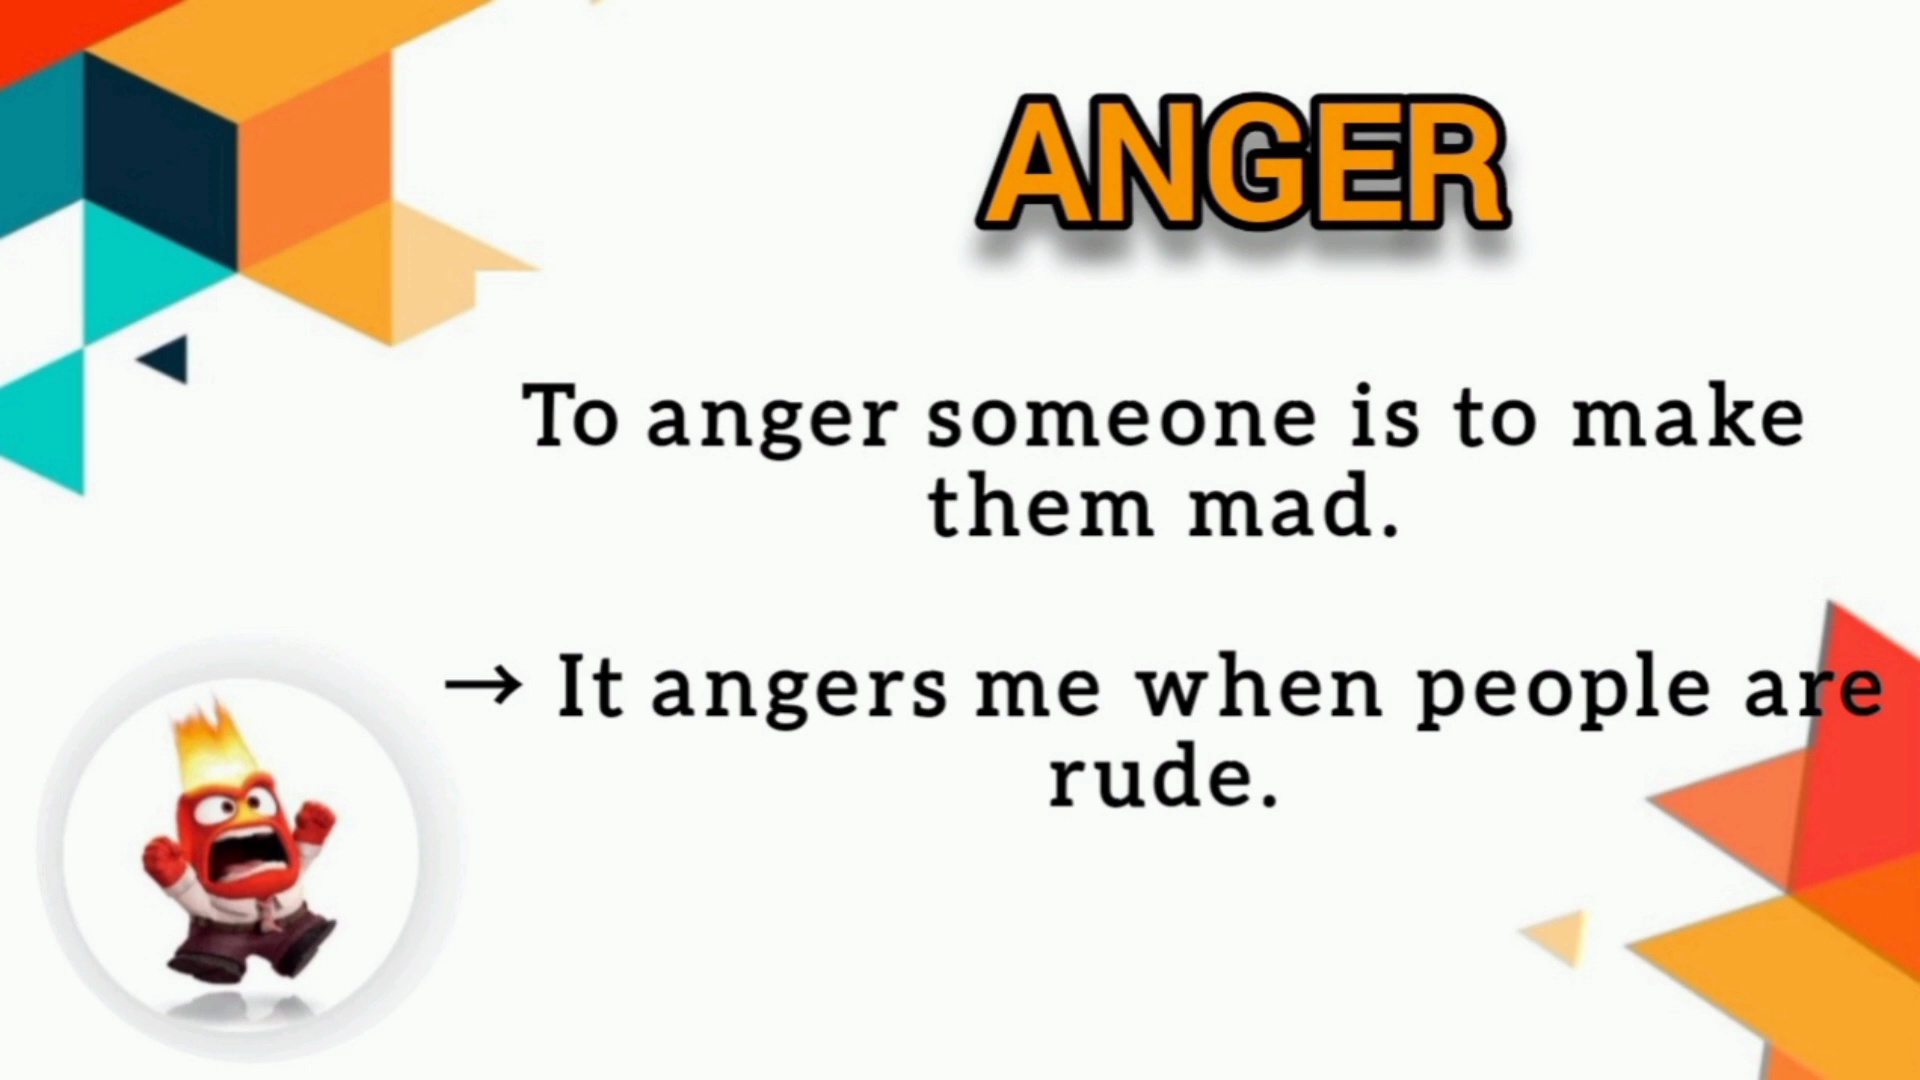 ANGER
To anger someone is to make
them mad.
→ It angers me when people are
rude.